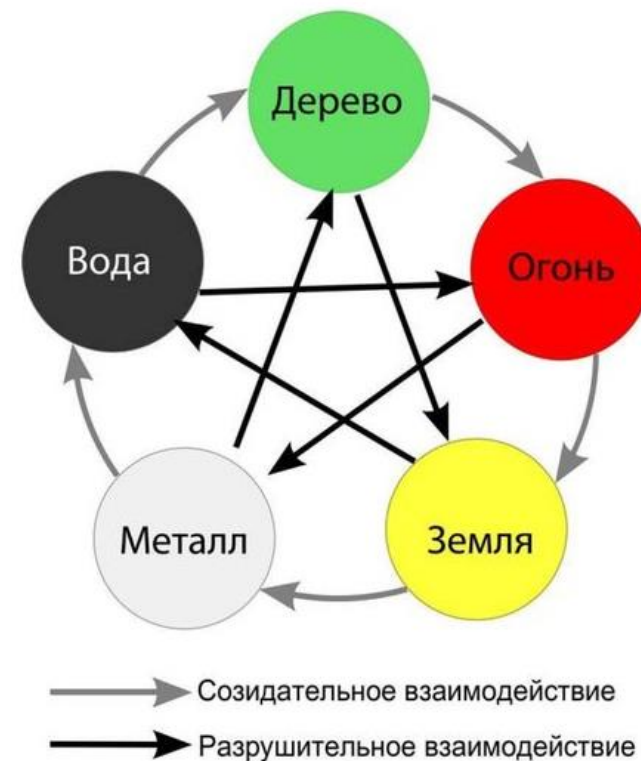 Дерево
Вода
Огонь
Металл
Земля
Созидательное взаимодействие
Разрушительное взаимодействие